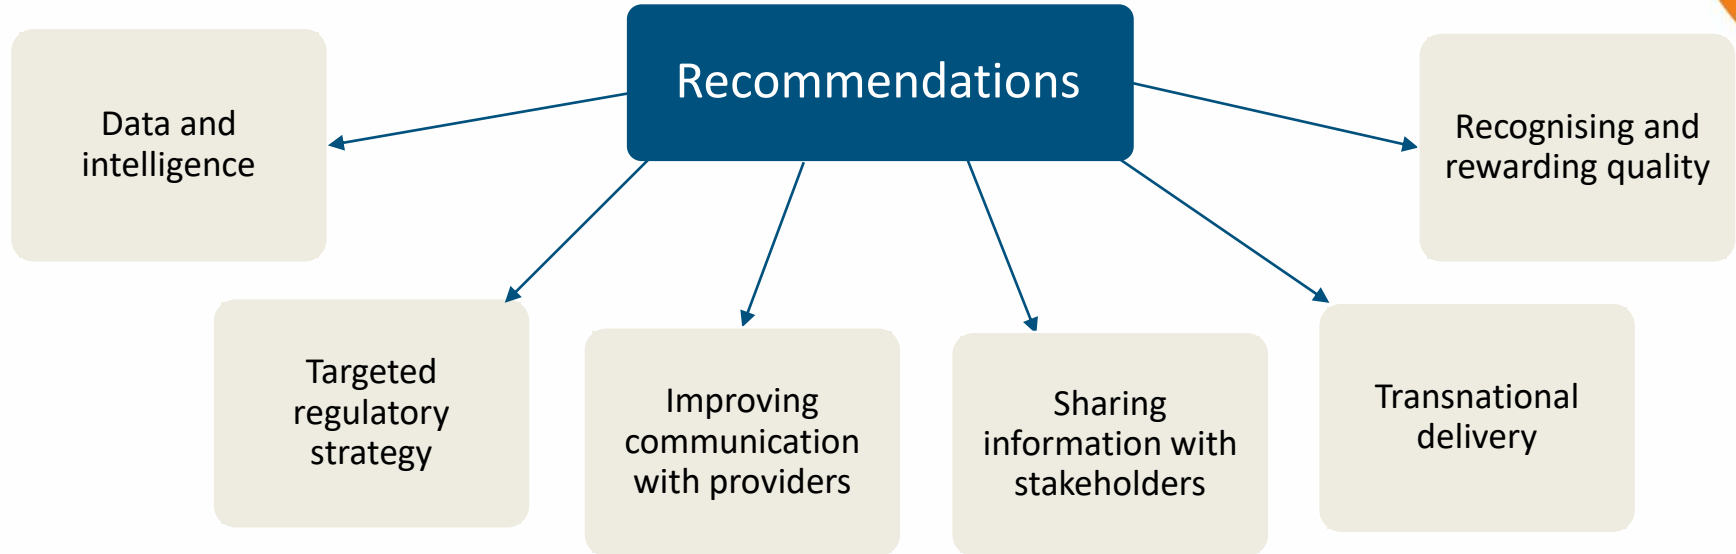 Recommendations
Data and
intelligence
Recognising and
rewarding quality
Targeted
regulatory
strategy
Improving
communication
with providers
Sharing
information with
stakeholders
Transnational
delivery